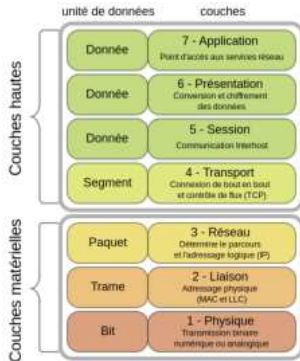 unité de données couches
Donnée
7 - Application
Point d'accès aux services réseau
Donnée
6 - Présentation
Conversion et chiffrement
des données
Donnée
5 - Session
Communication Interhost
Segment
4 - Transport
Connexion de bout en bout
et contrôle de flux (TCP)
Paquet
3 - Réseau
Détermine le parcours
et l'adressage logique (IP)
Trame
2 - Liaison
Adressage physique
(MAC et LLC)
Bit
1 - Physique
Transmission binaire
numérique ou analogique
Couches hautes
Couches matérielles